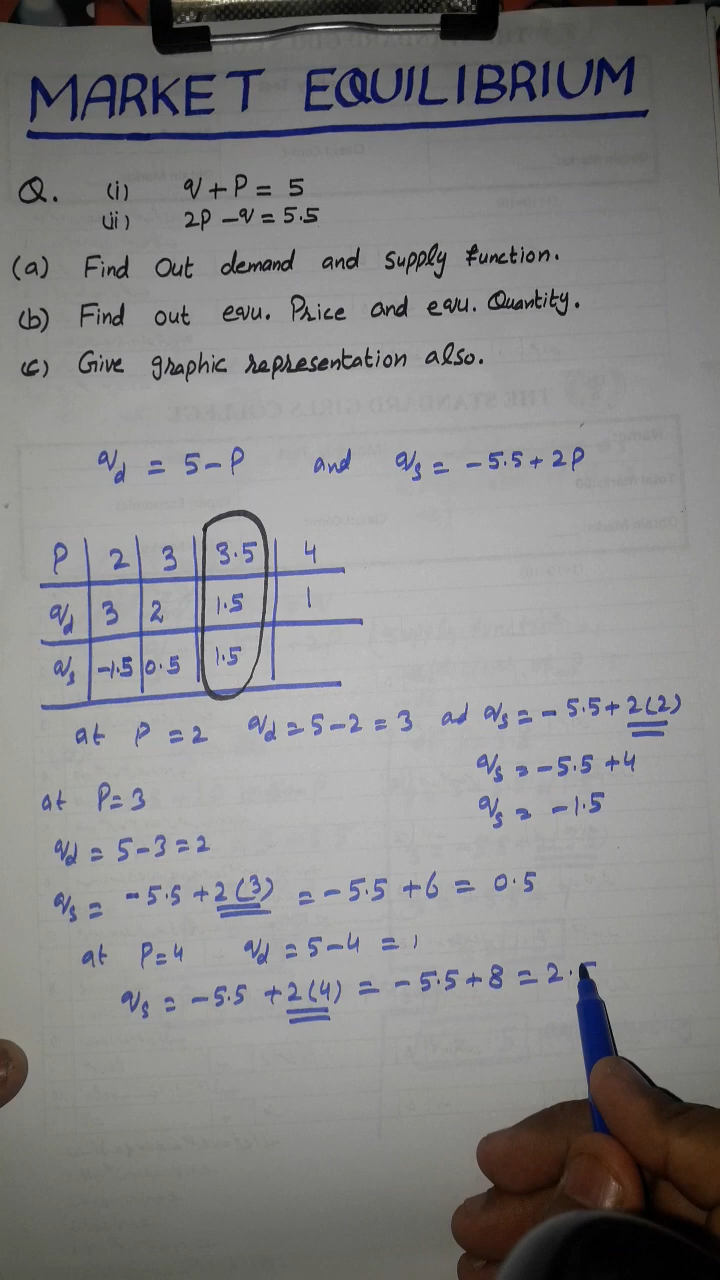 MARKET EQUILIBRIUM
Q. (i) q + P = 5
(ii) 2P - q = 5.5
(a) Find Out demand and supply function.
(b) Find out equ. Price and equ. Quantity.
(c) Give graphic representation also.
qd = 5 - P and qs = -5.5 + 2P
P 2 3 3.5 4
qd 3 2 1.5 1
qs -1.5 0.5 1.5
at P = 2 qd = 5 - 2 = 3 ad qs = - 5.5 + 2(2)
qs = -5.5 + 4
at P = 3
qs = -1.5
qd = 5 - 3 = 2
qs = -5.5 + 2(3) = -5.5 + 6 = 0.5
at P = 4 qd = 5 - 4 = 1
qs = -5.5 + 2(4) = -5.5 + 8 = 2.5